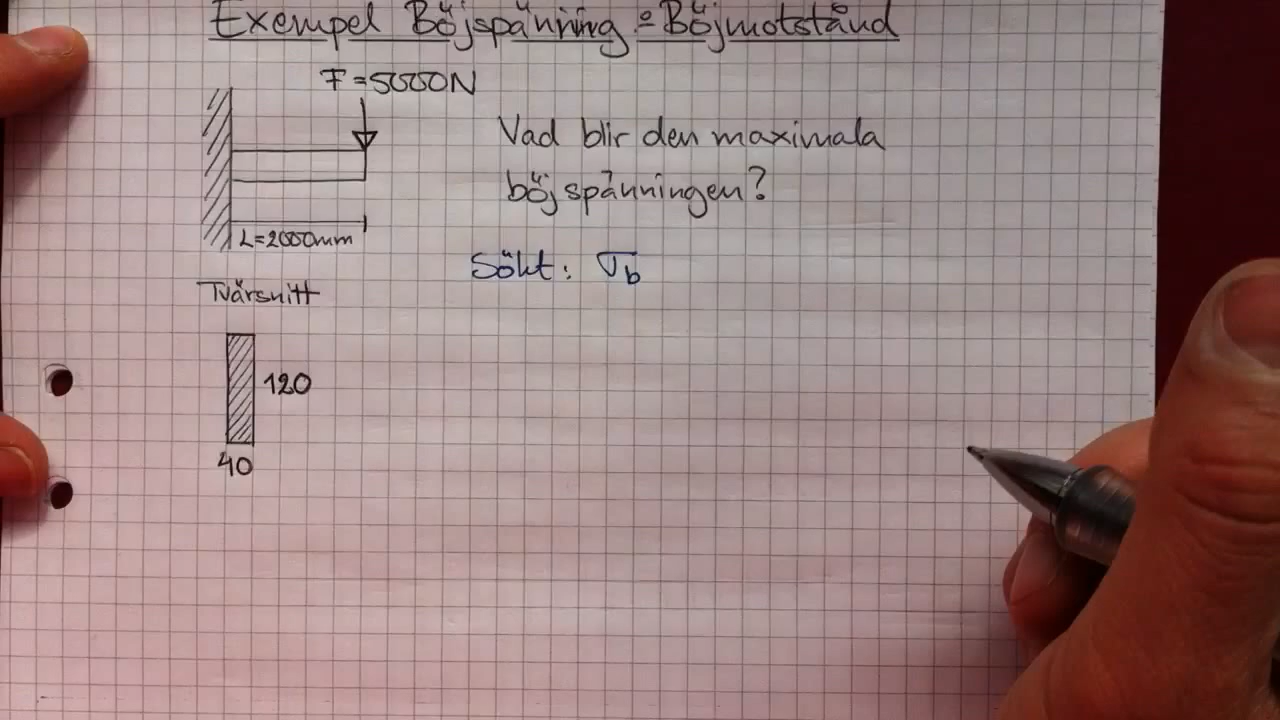 Exempel Böjspänning o Böjmotstånd
F=5000N
Vad blir den maximala
böjspänningen?
L=2000mm
Sökt: σb
Tvärsnitt
120
40